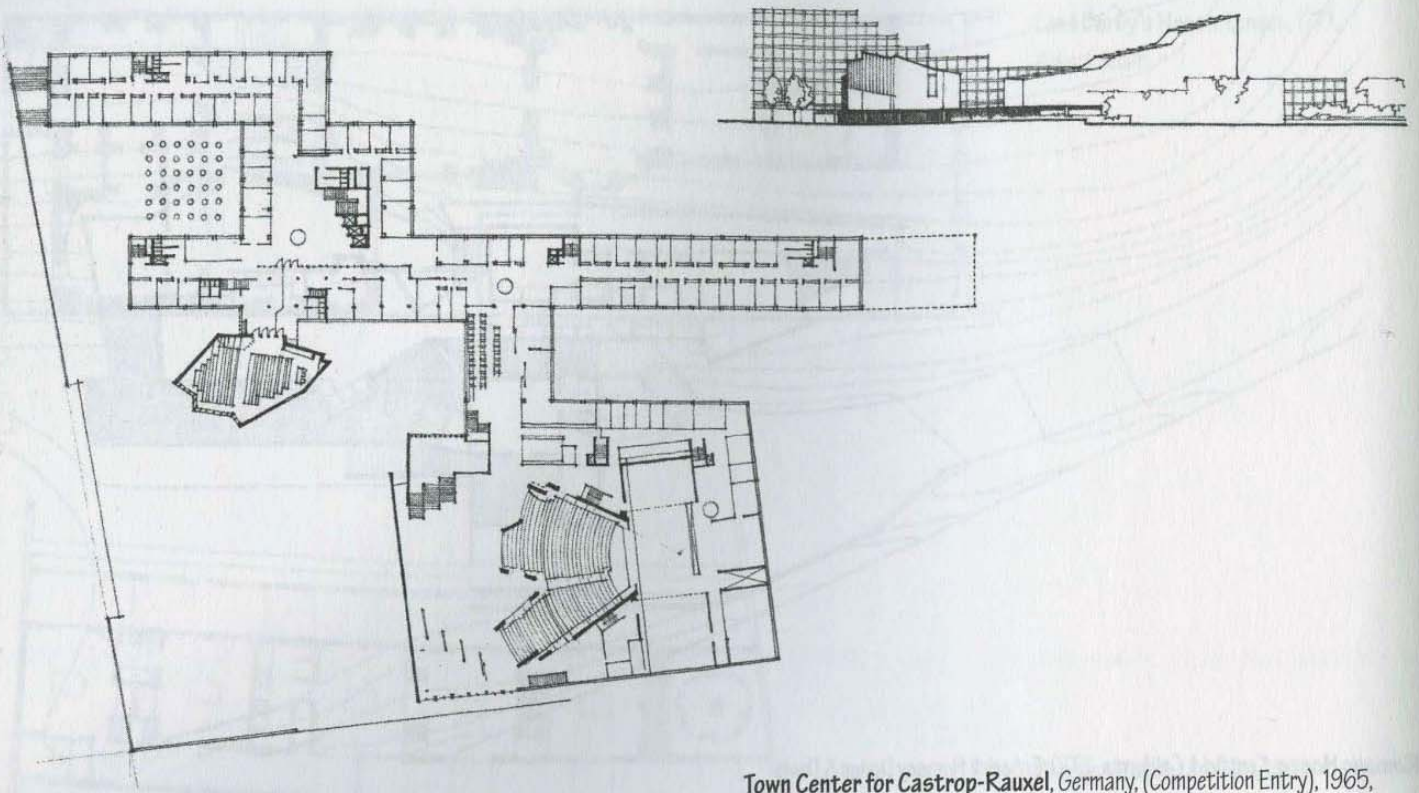 Town Center for Castrop-Rauxel, Germany, (Competition Entry), 1965,